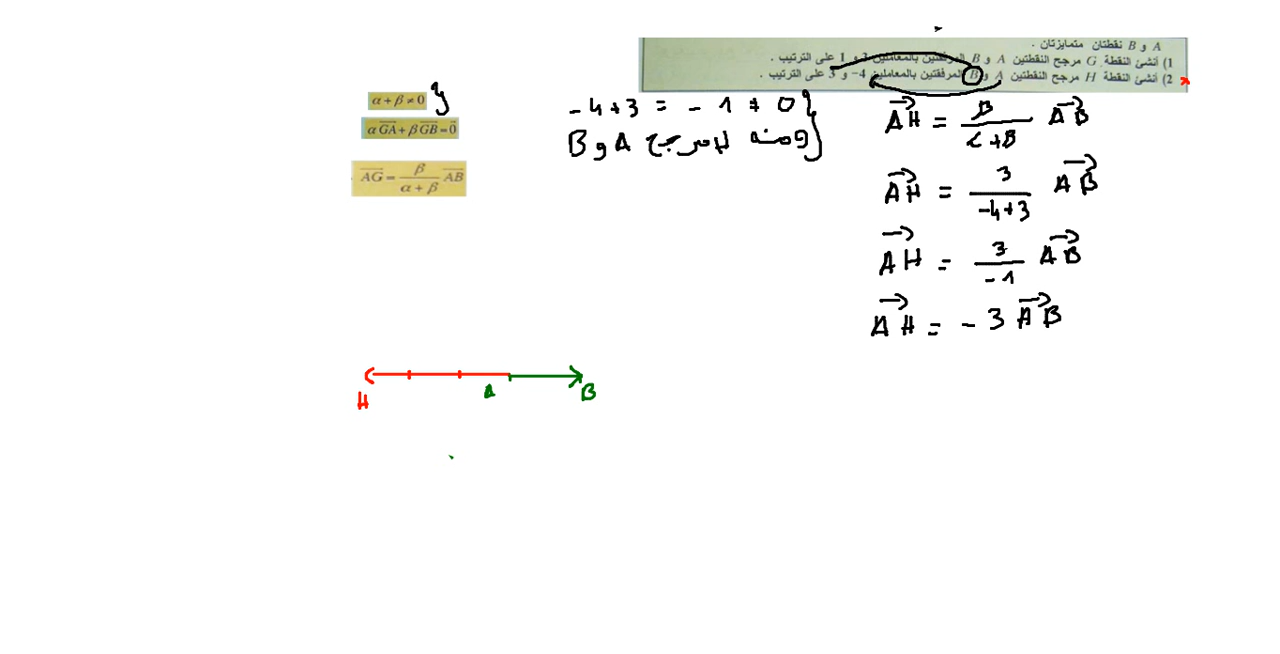 A و B نقطتان متمايزتان .
1) أنشئ النقطة G مرجح النقطتين A و B المرفقتين بالمعاملين 3 و 1 على الترتيب .
2) أنشئ النقطة H مرجح النقطتين A و B المرفقتين بالمعاملين -4 و 3 على الترتيب .
α + β ≠ 0 }
α GA + β GB = 0
AG = β / (α + β) AB
-4 + 3 = -1 ≠ 0 }
ومنه H مرجح A و B
AH = β / (α + β) AB
AH = 3 / (-4+3) AB
AH = 3 / -1 AB
AH = -3 AB
H A B